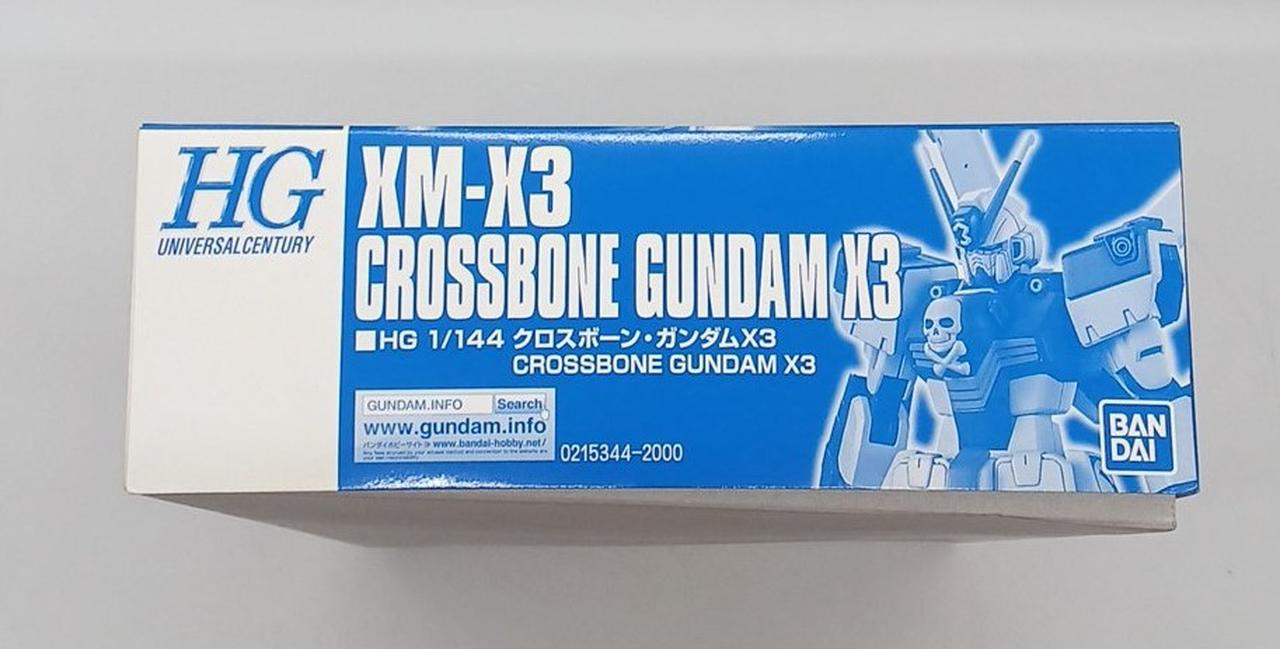 HG
UNIVERSAL CENTURY
XM-X3
CROSSBONE GUNDAM X3
■HG 1/144 クロスボーン・ガンダムX3
CROSSBONE GUNDAM X3
GUNDAM.INFO Search
www.gundam.info
バンダイホビーサイト www.bandai-hobby.net/
0215344-2000
BAN
DAI